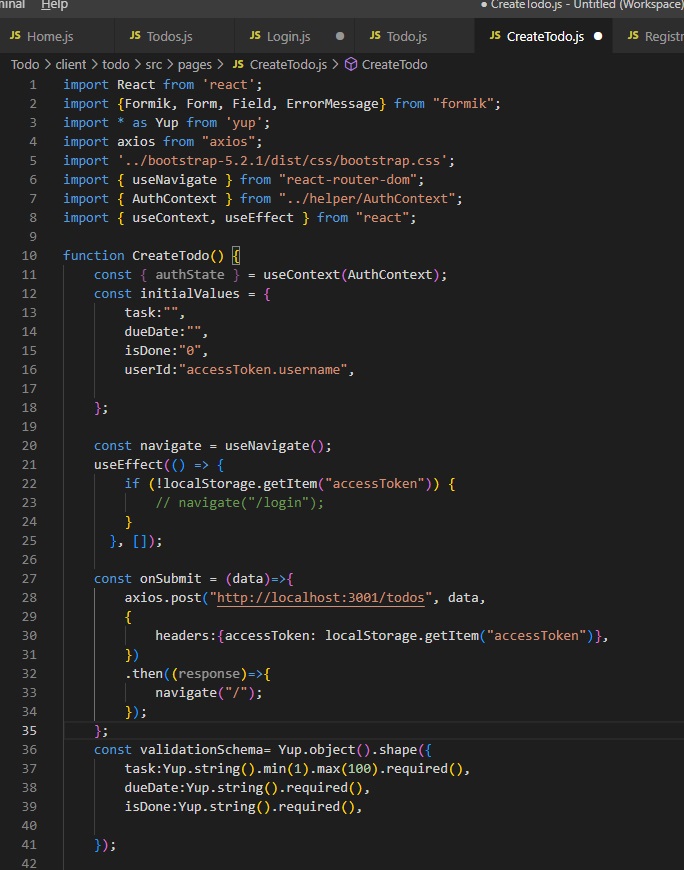 minal Help CreateTodo.js - Untitled (Workspace)
JS Home.js JS Todos.js JS Login.js ● JS Todo.js JS CreateTodo.js ● JS Registr
Todo > client > todo > src > pages > JS CreateTodo.js > CreateTodo
1 import React from 'react';
2 import {Formik, Form, Field, ErrorMessage} from "formik";
3 import * as Yup from 'yup';
4 import axios from "axios";
5 import '../bootstrap-5.2.1/dist/css/bootstrap.css';
6 import { useNavigate } from "react-router-dom";
7 import { AuthContext } from "../helper/AuthContext";
8 import { useContext, useEffect } from "react";
9
10 function CreateTodo() {
11     const { authState } = useContext(AuthContext);
12     const initialValues = {
13         task:"",
14         dueDate:"",
15         isDone:"0",
16         userId:"accessToken.username",
17
18     };
19
20     const navigate = useNavigate();
21     useEffect(() => {
22         if (!localStorage.getItem("accessToken")) {
23             // navigate("/login");
24         }
25       }, []);
26
27     const onSubmit = (data)=>{
28         axios.post("http://localhost:3001/todos", data,
29         {
30             headers:{accessToken: localStorage.getItem("accessToken")},
31         })
32         .then((response)=>{
33             navigate("/");
34         });
35     };
36     const validationSchema= Yup.object().shape({
37         task:Yup.string().min(1).max(100).required(),
38         dueDate:Yup.string().required(),
39         isDone:Yup.string().required(),
40
41     });
42